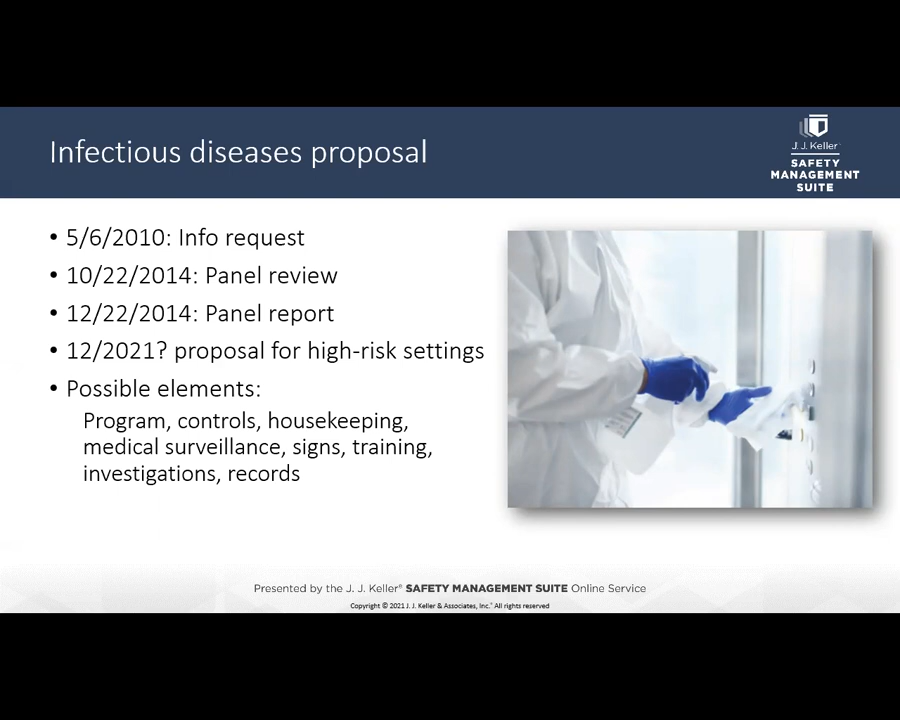 Infectious diseases proposal
J. J. Keller
SAFETY
MANAGEMENT
SUITE
• 5/6/2010: Info request
• 10/22/2014: Panel review
• 12/22/2014: Panel report
• 12/2021? proposal for high-risk settings
• Possible elements:
Program, controls, housekeeping,
medical surveillance, signs, training,
investigations, records
Presented by the J. J. Keller® SAFETY MANAGEMENT SUITE Online Service
Copyright © 2021 J. J. Keller & Associates, Inc.® All rights reserved